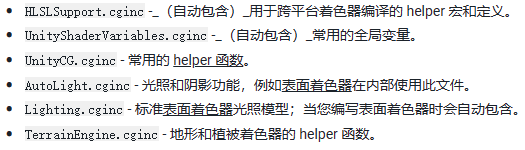 • HLSLSupport.cginc -_（自动包含）_用于跨平台着色器编译的 helper 宏和定义。
• UnityShaderVariables.cginc -_（自动包含）_常用的全局变量。
• UnityCG.cginc - 常用的 helper 函数。
• AutoLight.cginc - 光照和阴影功能，例如表面着色器在内部使用此文件。
• Lighting.cginc - 标准表面着色器光照模型；当您编写表面着色器时会自动包含。
• TerrainEngine.cginc - 地形和植被着色器的 helper 函数。